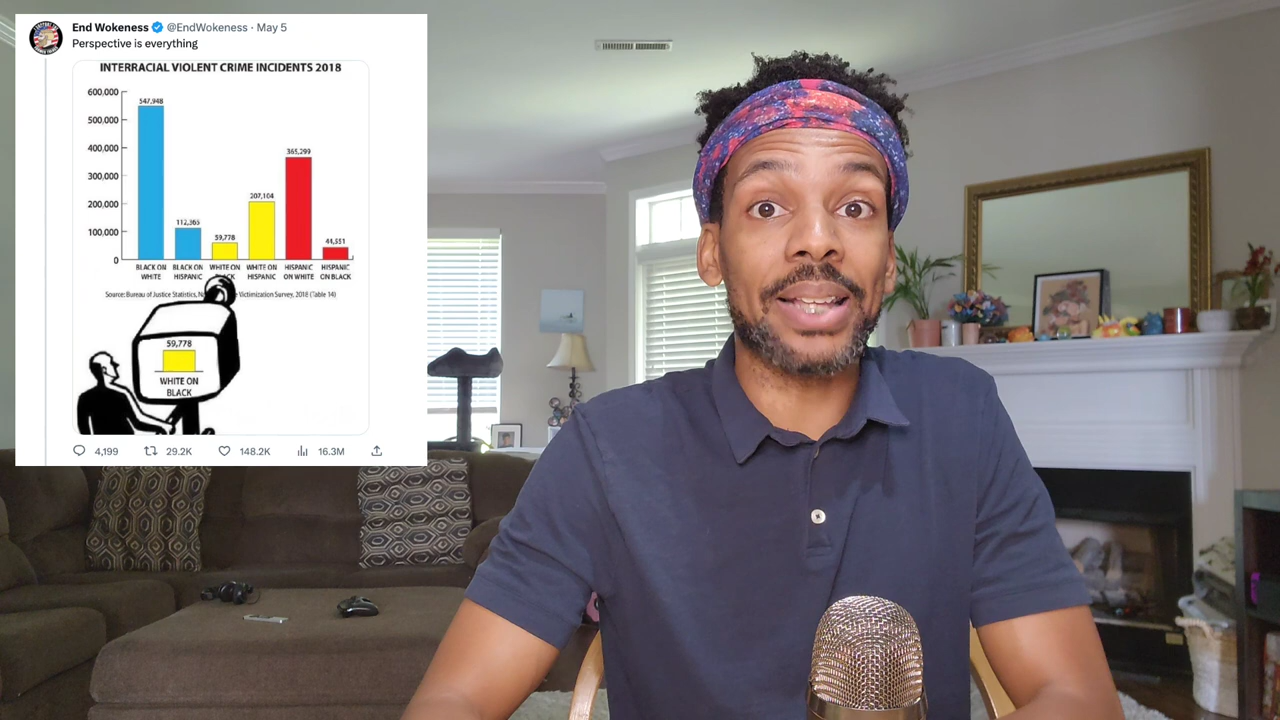 End Wokeness @EndWokeness · May 5
Perspective is everything
INTERRACIAL VIOLENT CRIME INCIDENTS 2018
600.000
547,948
500.000
400.000
365,299
300.000
207,104
200.000
112,365
100.000
59,778
44,551
0
BLACK ON WHITE
BLACK ON HISPANIC
WHITE ON
WHITE ON HISPANIC
HISPANIC ON WHITE
HISPANIC ON BLACK
Source: Bureau of Justice Statistics, Victimization Survey, 2018 (Table 14)
59,778
WHITE ON
BLACK
4,199 29.2K 148.2K 16.3M